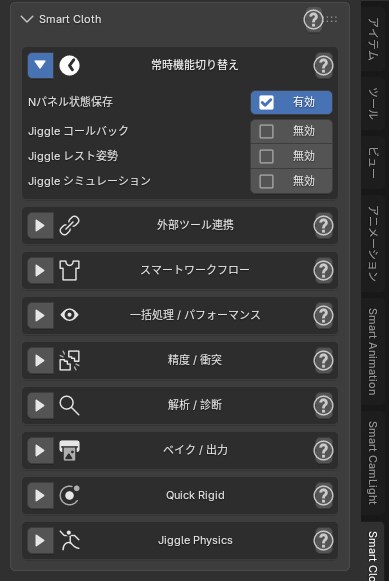 Smart Cloth
常時機能切り替え
Nパネル状態保存
有効
Jiggle コールバック
無効
Jiggle レスト姿勢
無効
Jiggle シミュレーション
無効
外部ツール連携
スマートワークフロー
一括処理 / パフォーマンス
精度 / 衝突
解析 / 診断
ベイク / 出力
Quick Rigid
Jiggle Physics
アイテム
ツール
ビュー
アニメーション
Smart Animation
Smart CamLight
Smart Clo